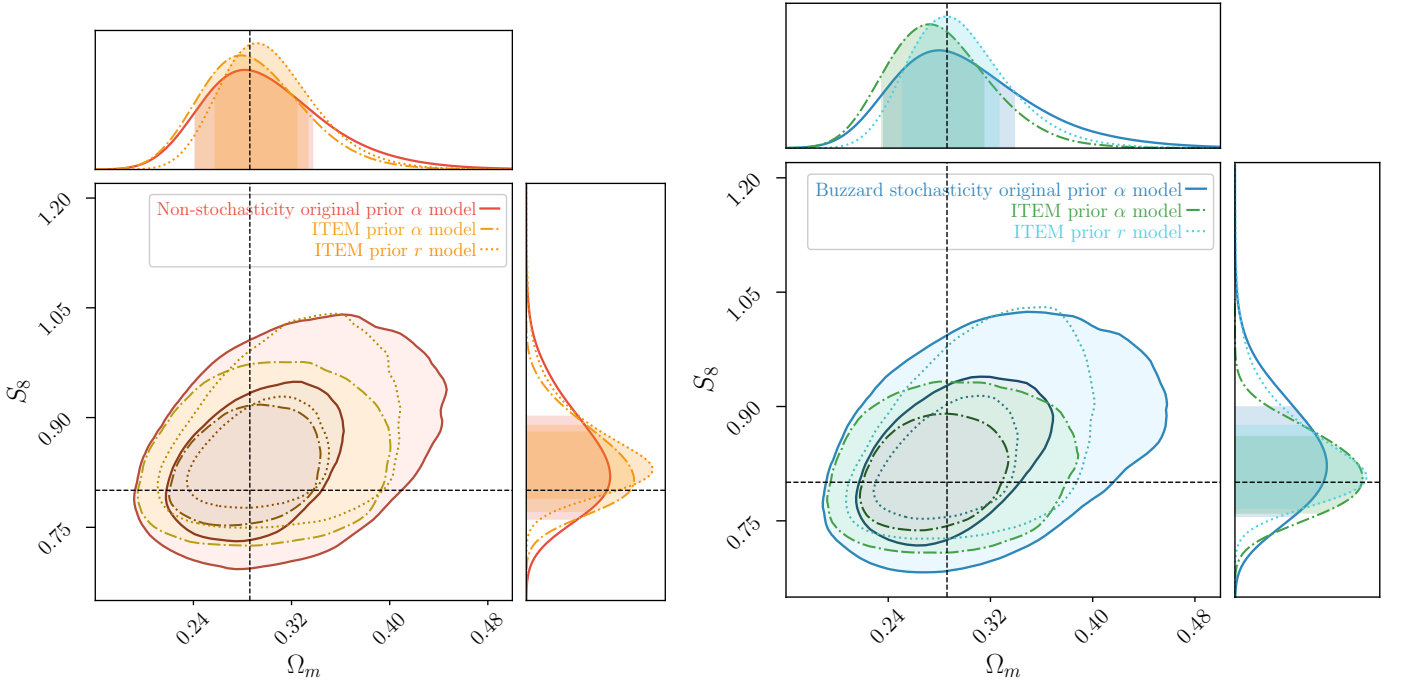 Non-stochasticity original prior α model
ITEM prior α model
ITEM prior r model
S₈
1.20
1.05
0.90
0.75
0.24
0.32
0.40
0.48
Ωₘ
Buzzard stochasticity original prior α model
ITEM prior α model
ITEM prior r model
S₈
1.20
1.05
0.90
0.75
0.24
0.32
0.40
0.48
Ωₘ